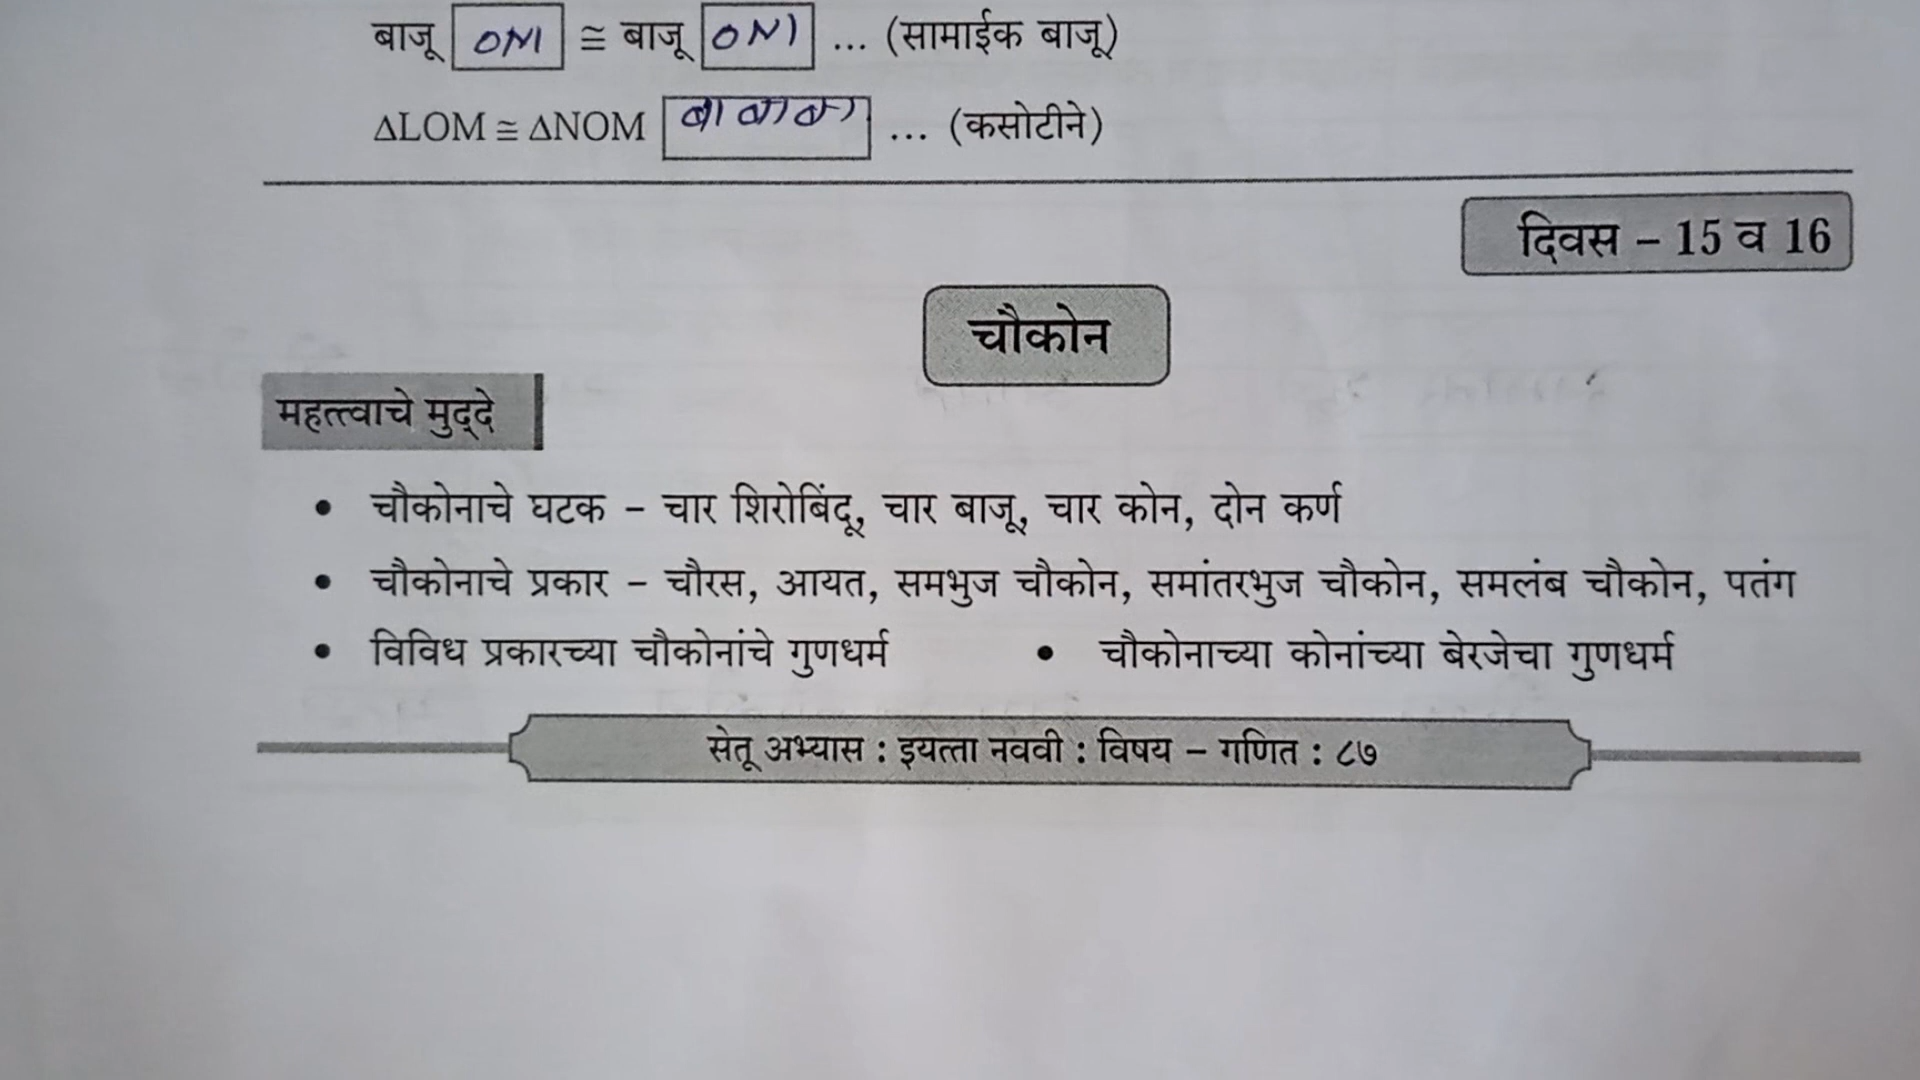 बाजू OM ≅ बाजू OM ... (सामाईक बाजू)
ΔLOM ≅ ΔNOM बाबाबा ... (कसोटीने)
दिवस – 15 व 16
चौकोन
महत्त्वाचे मुद्‌दे
• चौकोनाचे घटक – चार शिरोबिंदू, चार बाजू, चार कोन, दोन कर्ण
• चौकोनाचे प्रकार – चौरस, आयत, समभुज चौकोन, समांतरभुज चौकोन, समलंब चौकोन, पतंग
• विविध प्रकारच्या चौकोनांचे गुणधर्म • चौकोनाच्या कोनांच्या बेरजेचा गुणधर्म
सेतू अभ्यास : इयत्ता नववी : विषय – गणित : ८७